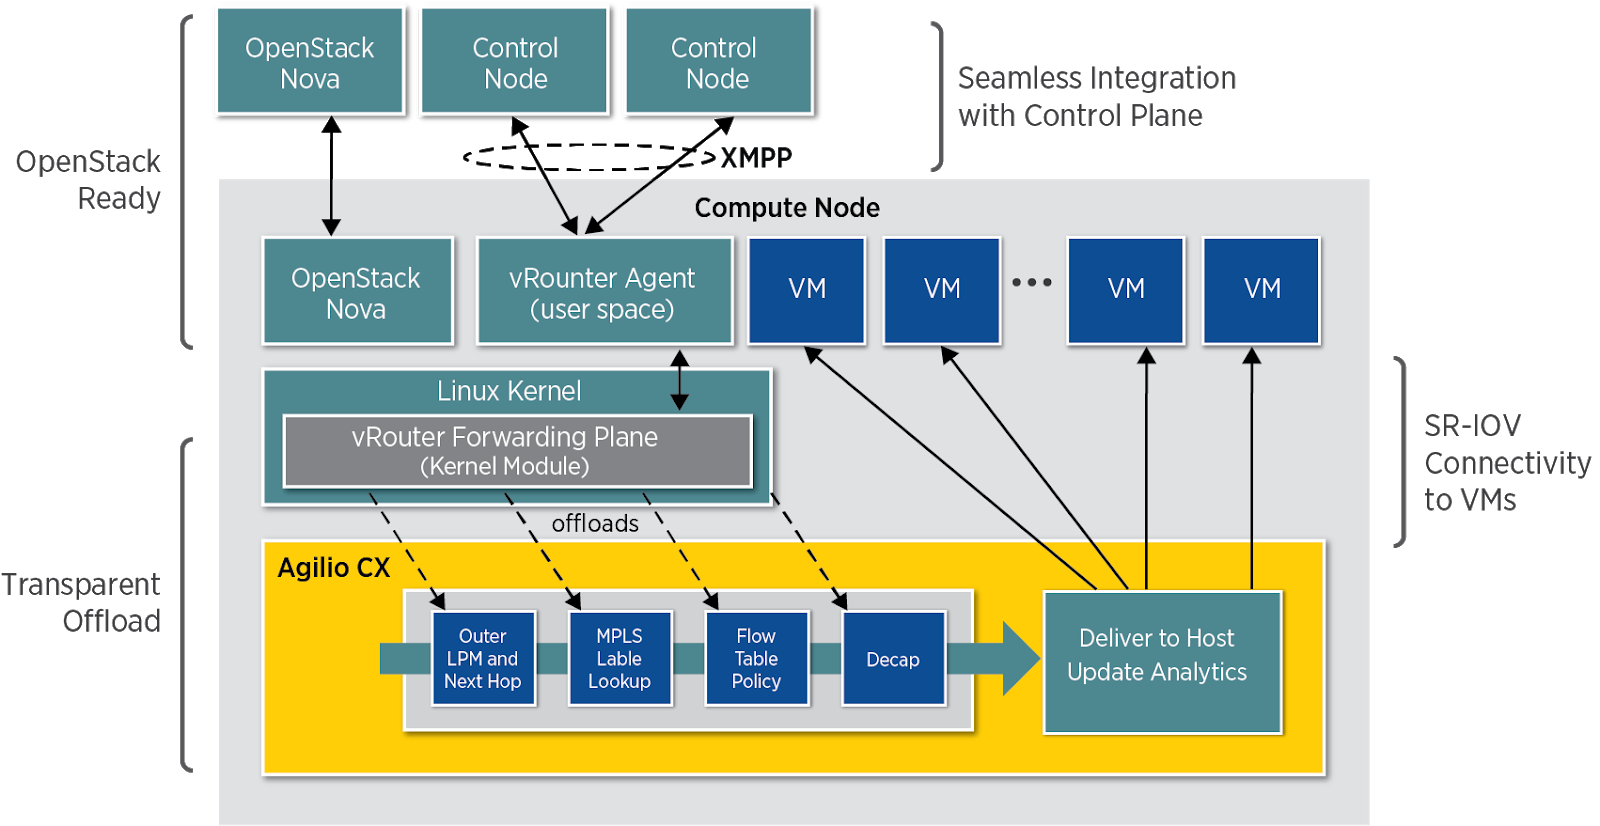 OpenStack
Nova
Control
Node
Control
Node
Seamless Integration
with Control Plane
OpenStack
Ready
XMPP
Compute Node
OpenStack
Nova
vRounter Agent
(user space)
VM
VM
...
VM
VM
Linux Kernel
vRouter Forwarding Plane
(Kernel Module)
SR-IOV
Connectivity
to VMs
offloads
Transparent
Offload
Agilio CX
Outer
LPM and
Next Hop
MPLS
Lable
Lookup
Flow
Table
Policy
Decap
Deliver to Host
Update Analytics